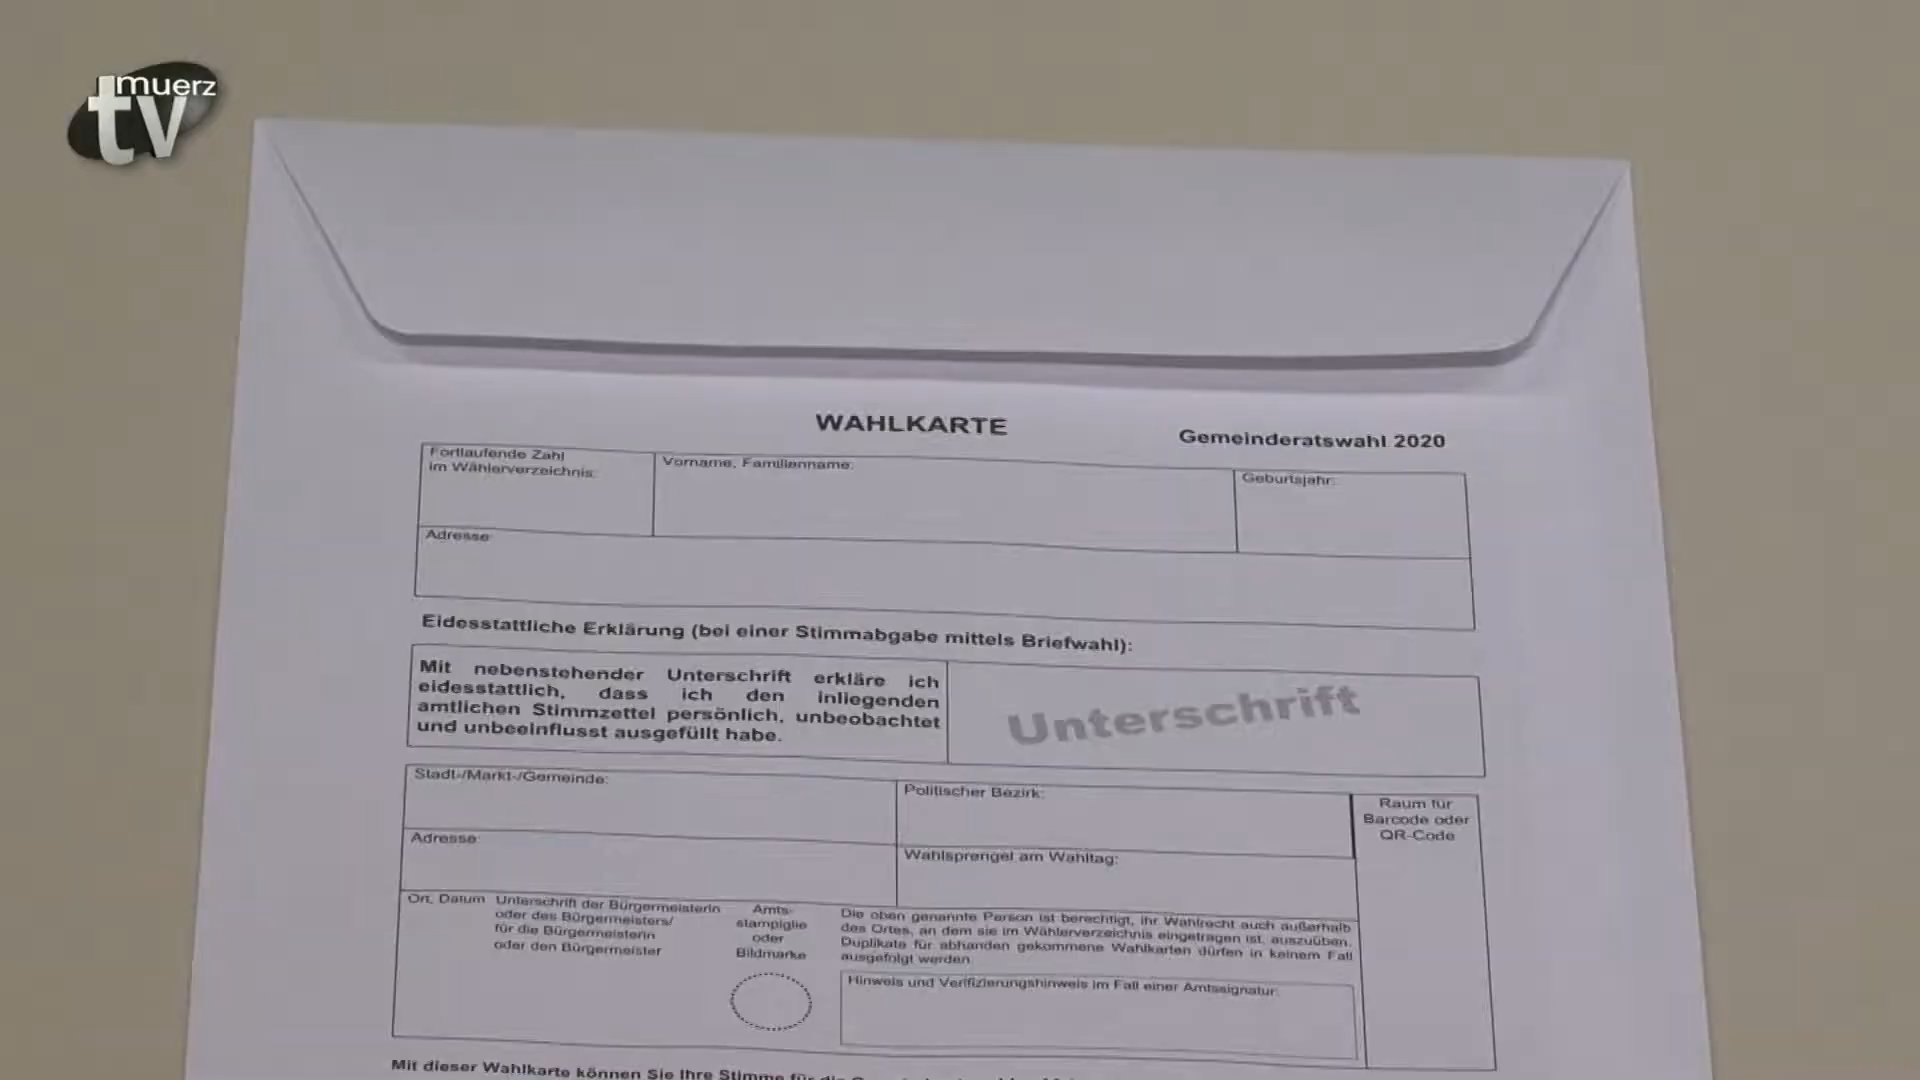 muerz
tv
WAHLKARTE
Gemeinderatswahl 2020
Fortlaufende Zahl
im Wählerverzeichnis:
Vorname, Familienname:
Geburtsjahr:
Adresse:
Eidesstattliche Erklärung (bei einer Stimmabgabe mittels Briefwahl):
Mit nebenstehender Unterschrift erkläre ich
eidesstattlich, dass ich den inliegenden
amtlichen Stimmzettel persönlich, unbeobachtet
und unbeeinflusst ausgefüllt habe.
Unterschrift
Stadt-/Markt-/Gemeinde:
Politischer Bezirk:
Raum für
Barcode oder
QR-Code
Adresse:
Wahlsprengel am Wahltag:
Ort, Datum
Unterschrift der Bürgermeisterin
oder des Bürgermeisters/
für die Bürgermeisterin
oder den Bürgermeister
Amts-
stampiglie
oder
Bildmarke
Die oben genannte Person ist berechtigt, ihr Wahlrecht auch außerhalb
des Ortes, an dem sie im Wählerverzeichnis eingetragen ist, auszuüben.
Duplikate für abhanden gekommene Wahlkarten dürfen in keinem Fall
ausgefolgt werden.
Hinweis und Verifizierungshinweis im Fall einer Amtssignatur:
Mit dieser Wahlkarte können Sie Ihre Stimme für